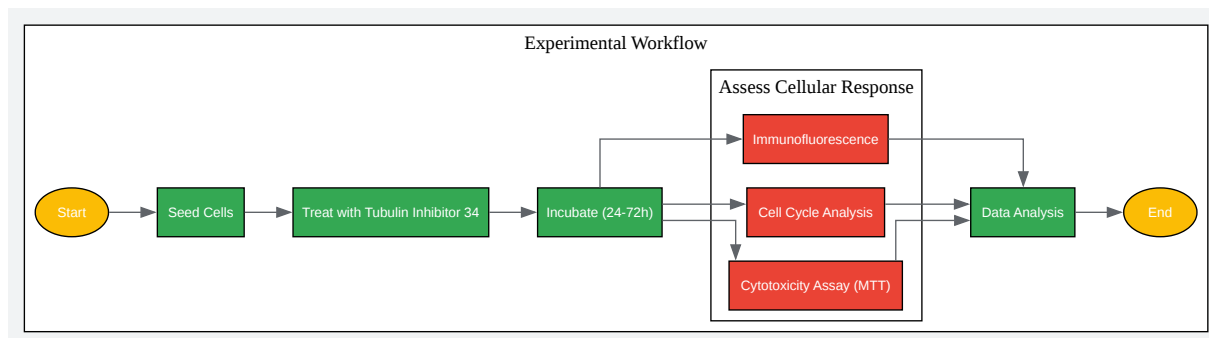 Experimental Workflow
Assess Cellular Response
Immunofluorescence
Start
Seed Cells
Treat with Tubulin Inhibitor 34
Incubate (24-72h)
Cell Cycle Analysis
Data Analysis
End
Cytotoxicity Assay (MTT)